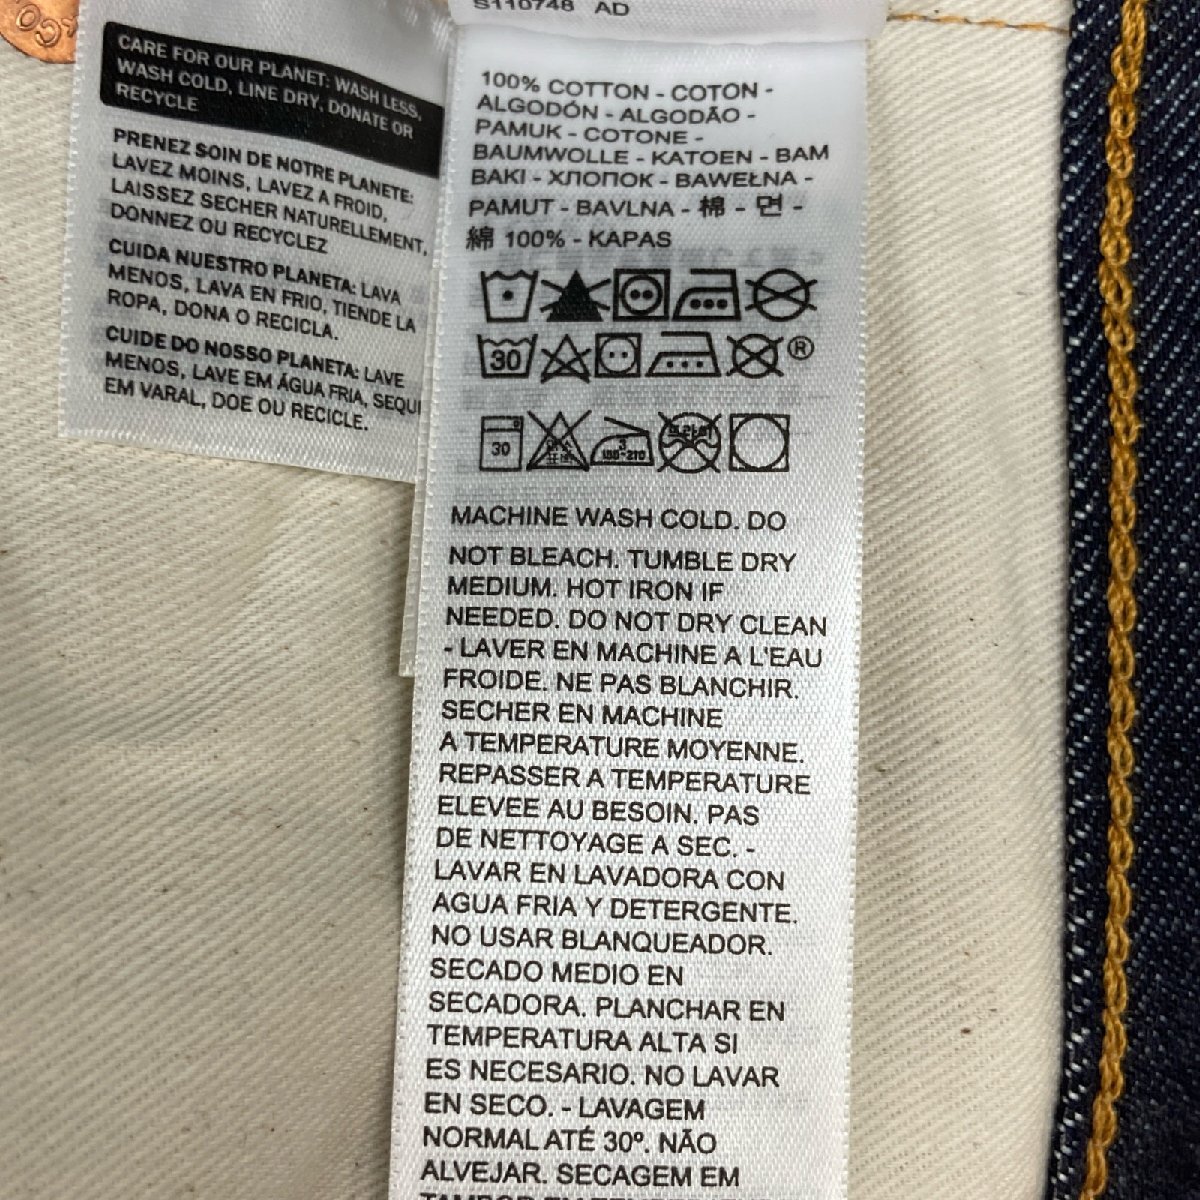 &CO
S110748 AD
CARE FOR OUR PLANET: WASH LESS,
WASH COLD, LINE DRY, DONATE OR
RECYCLE
PRENEZ SOIN DE NOTRE PLANETE:
LAVEZ MOINS, LAVEZ A FROID,
LAISSEZ SECHER NATURELLEMENT,
DONNEZ OU RECYCLEZ
CUIDA NUESTRO PLANETA: LAVA
MENOS, LAVA EN FRIO, TIENDE LA
ROPA, DONA O RECICLA.
CUIDE DO NOSSO PLANETA: LAVE
MENOS, LAVE EM ÁGUA FRIA, SEQU
EM VARAL, DOE OU RECICLE.
100% COTTON - COTON -
ALGODÓN - ALGODÃO -
PAMUK - COTONE -
BAUMWOLLE - KATOEN - BAM
BAKI - ХЛОПОК - BAWEŁNA -
PAMUT - BAVLNA - 棉 - 면 -
綿 100% - KAPAS
30 ®
30 3 180~210 드라이
MACHINE WASH COLD. DO
NOT BLEACH. TUMBLE DRY
MEDIUM. HOT IRON IF
NEEDED. DO NOT DRY CLEAN
- LAVER EN MACHINE A L'EAU
FROIDE. NE PAS BLANCHIR.
SECHER EN MACHINE
A TEMPERATURE MOYENNE.
REPASSER A TEMPERATURE
ELEVEE AU BESOIN. PAS
DE NETTOYAGE A SEC. -
LAVAR EN LAVADORA CON
AGUA FRIA Y DETERGENTE.
NO USAR BLANQUEADOR.
SECADO MEDIO EN
SECADORA. PLANCHAR EN
TEMPERATURA ALTA SI
ES NECESARIO. NO LAVAR
EN SECO. - LAVAGEM
NORMAL ATÉ 30º. NÃO
ALVEJAR. SECAGEM EM